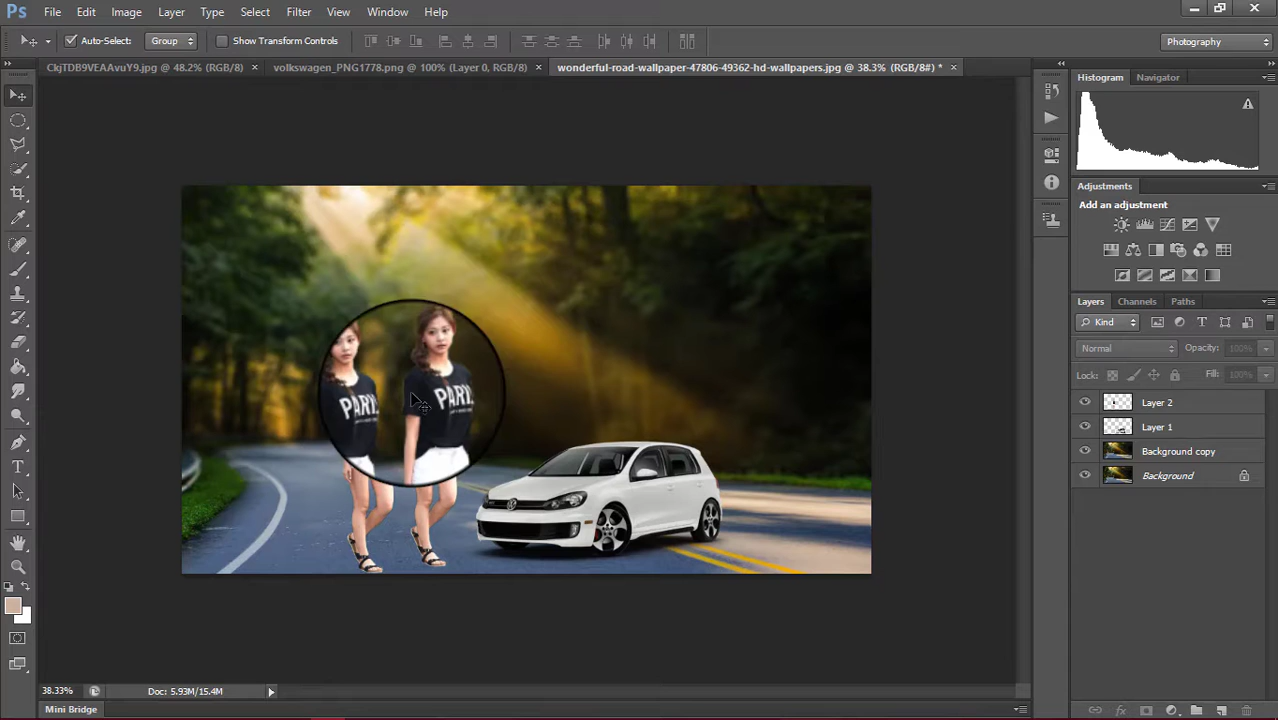 Ps File Edit Image Layer Type Select Filter View Window Help
Auto-Select: Group Show Transform Controls Photography
CkjTDB9VEAAvuY9.jpg @ 48.2% (RGB/8) × volkswagen_PNG1778.png @ 100% (Layer 0, RGB/8) × wonderful-road-wallpaper-47806-49362-hd-wallpapers.jpg @ 38.3% (RGB/8#) * ×
Histogram Navigator
Adjustments
Add an adjustment
Layers Channels Paths
Kind
Normal Opacity: 100%
Lock: Fill: 100%
Layer 2
Layer 1
Background copy
Background
PARY
38.33% Doc: 5.93M/15.4M
Mini Bridge